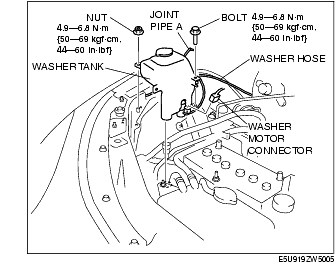 NUT
4.9—6.8 N·m
{50—69 kgf·cm,
44—60 in·lbf}
JOINT
PIPE A
BOLT
4.9—6.8 N·m
{50—69 kgf·cm,
44—60 in·lbf}
WASHER TANK
WASHER HOSE
WASHER
MOTOR
CONNECTOR
E5U919ZW5005